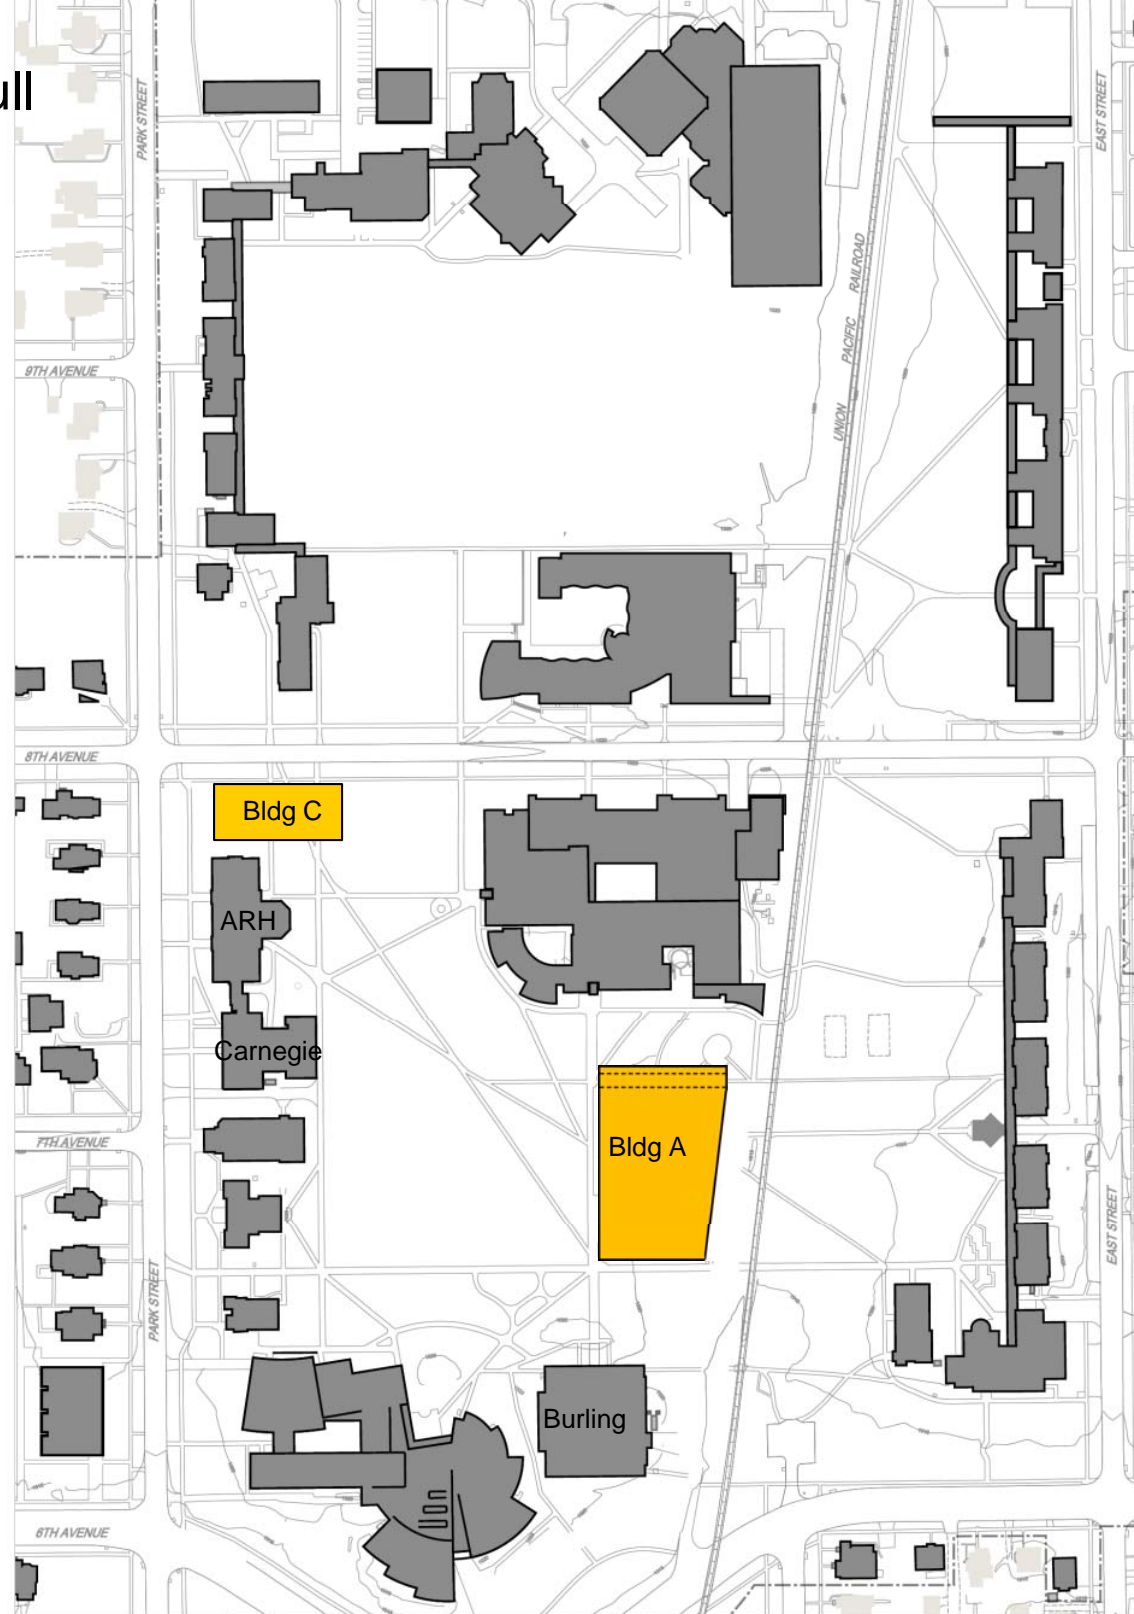 ull
PARK STREET
EAST STREET
UNION PACIFIC RAILROAD
9TH AVENUE
8TH AVENUE
Bldg C
ARH
Carnegie
7TH AVENUE
Bldg A
EAST STREET
PARK STREET
Burling
6TH AVENUE